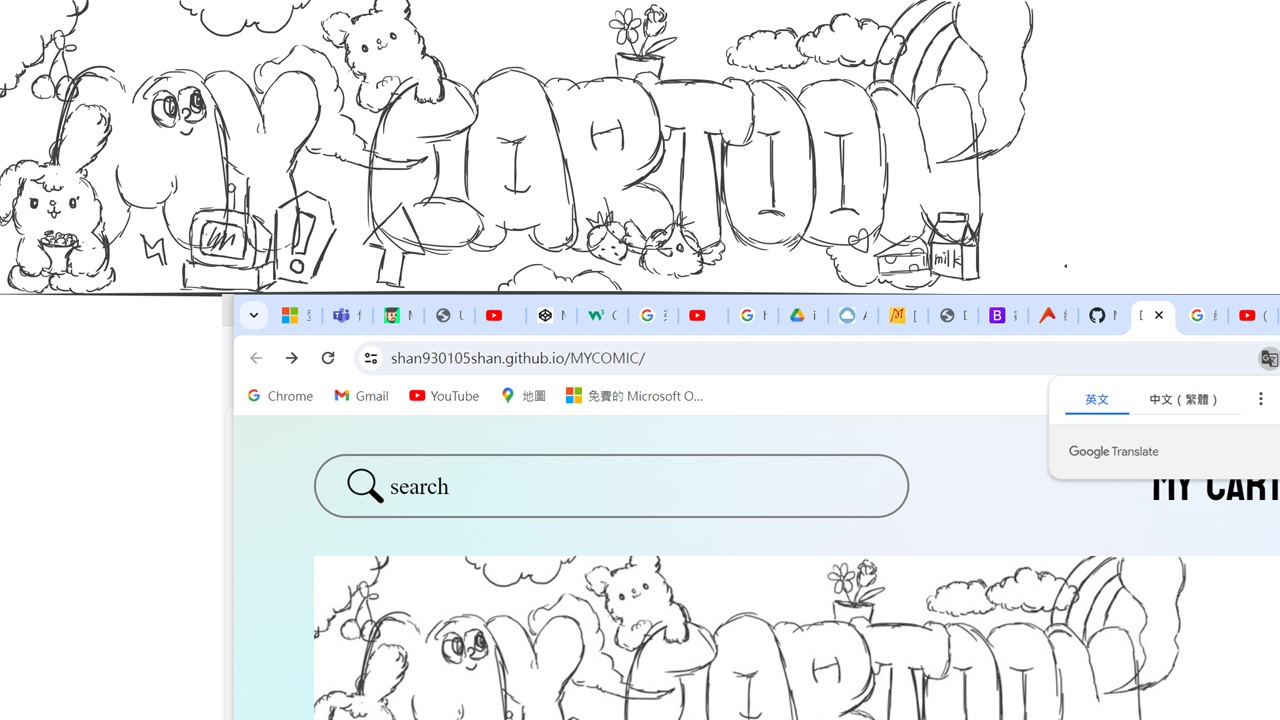 MY CARTOON
milk
shan930105shan.github.io/MYCOMIC/
Chrome
Gmail
YouTube
地圖
免費的 Microsoft O...
英文
中文（繁體）
Google Translate
search
MY CART
MY CARTOON